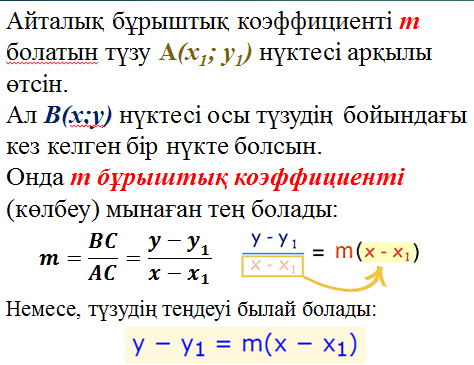 Айталық бұрыштық коэффициенті m
болатын түзу A(x₁; y₁) нүктесі арқылы
өтсін.
Ал B(x;y) нүктесі осы түзудің бойындағы
кез келген бір нүкте болсын.
Онда m бұрыштық коэффициенті
(көлбеу) мынаған тең болады:
m = BC/AC = (y − y₁)/(x − x₁) (y - y₁)/(x - x₁) = m(x - x₁)
Немесе, түзудің теңдеуі былай болады:
y − y₁ = m(x − x₁)